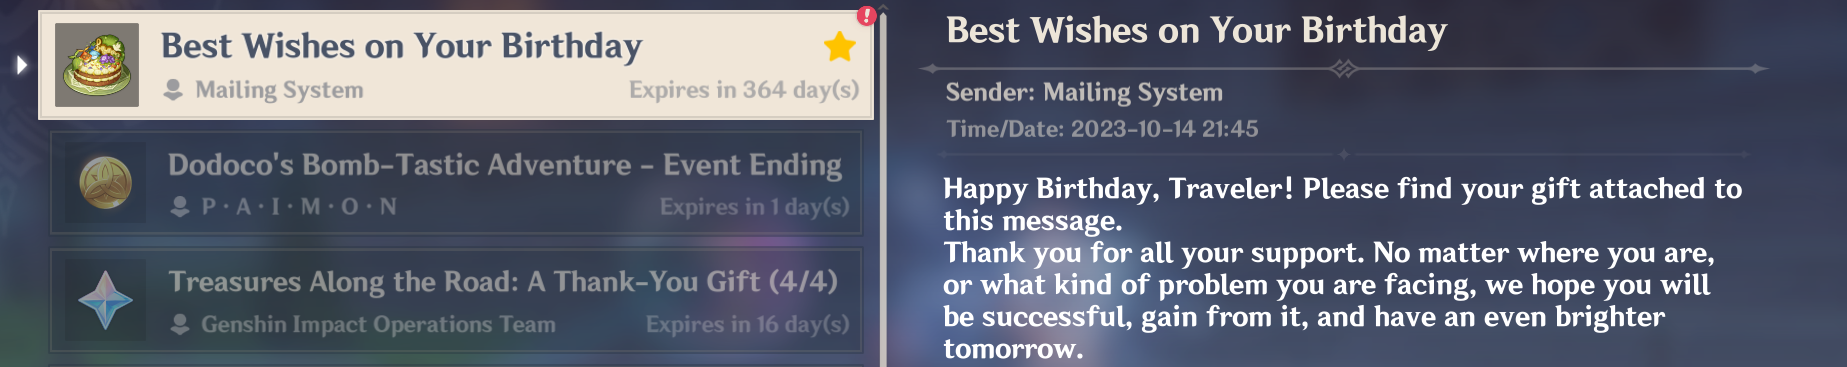 Best Wishes on Your Birthday
Mailing System
Expires in 364 day(s)
Dodoco's Bomb-Tastic Adventure - Event Ending
P·A·I·M·O·N
Expires in 1 day(s)
Treasures Along the Road: A Thank-You Gift (4/4)
Genshin Impact Operations Team
Expires in 16 day(s)
Best Wishes on Your Birthday
Sender: Mailing System
Time/Date: 2023-10-14 21:45
Happy Birthday, Traveler! Please find your gift attached to
this message.
Thank you for all your support. No matter where you are,
or what kind of problem you are facing, we hope you will
be successful, gain from it, and have an even brighter
tomorrow.